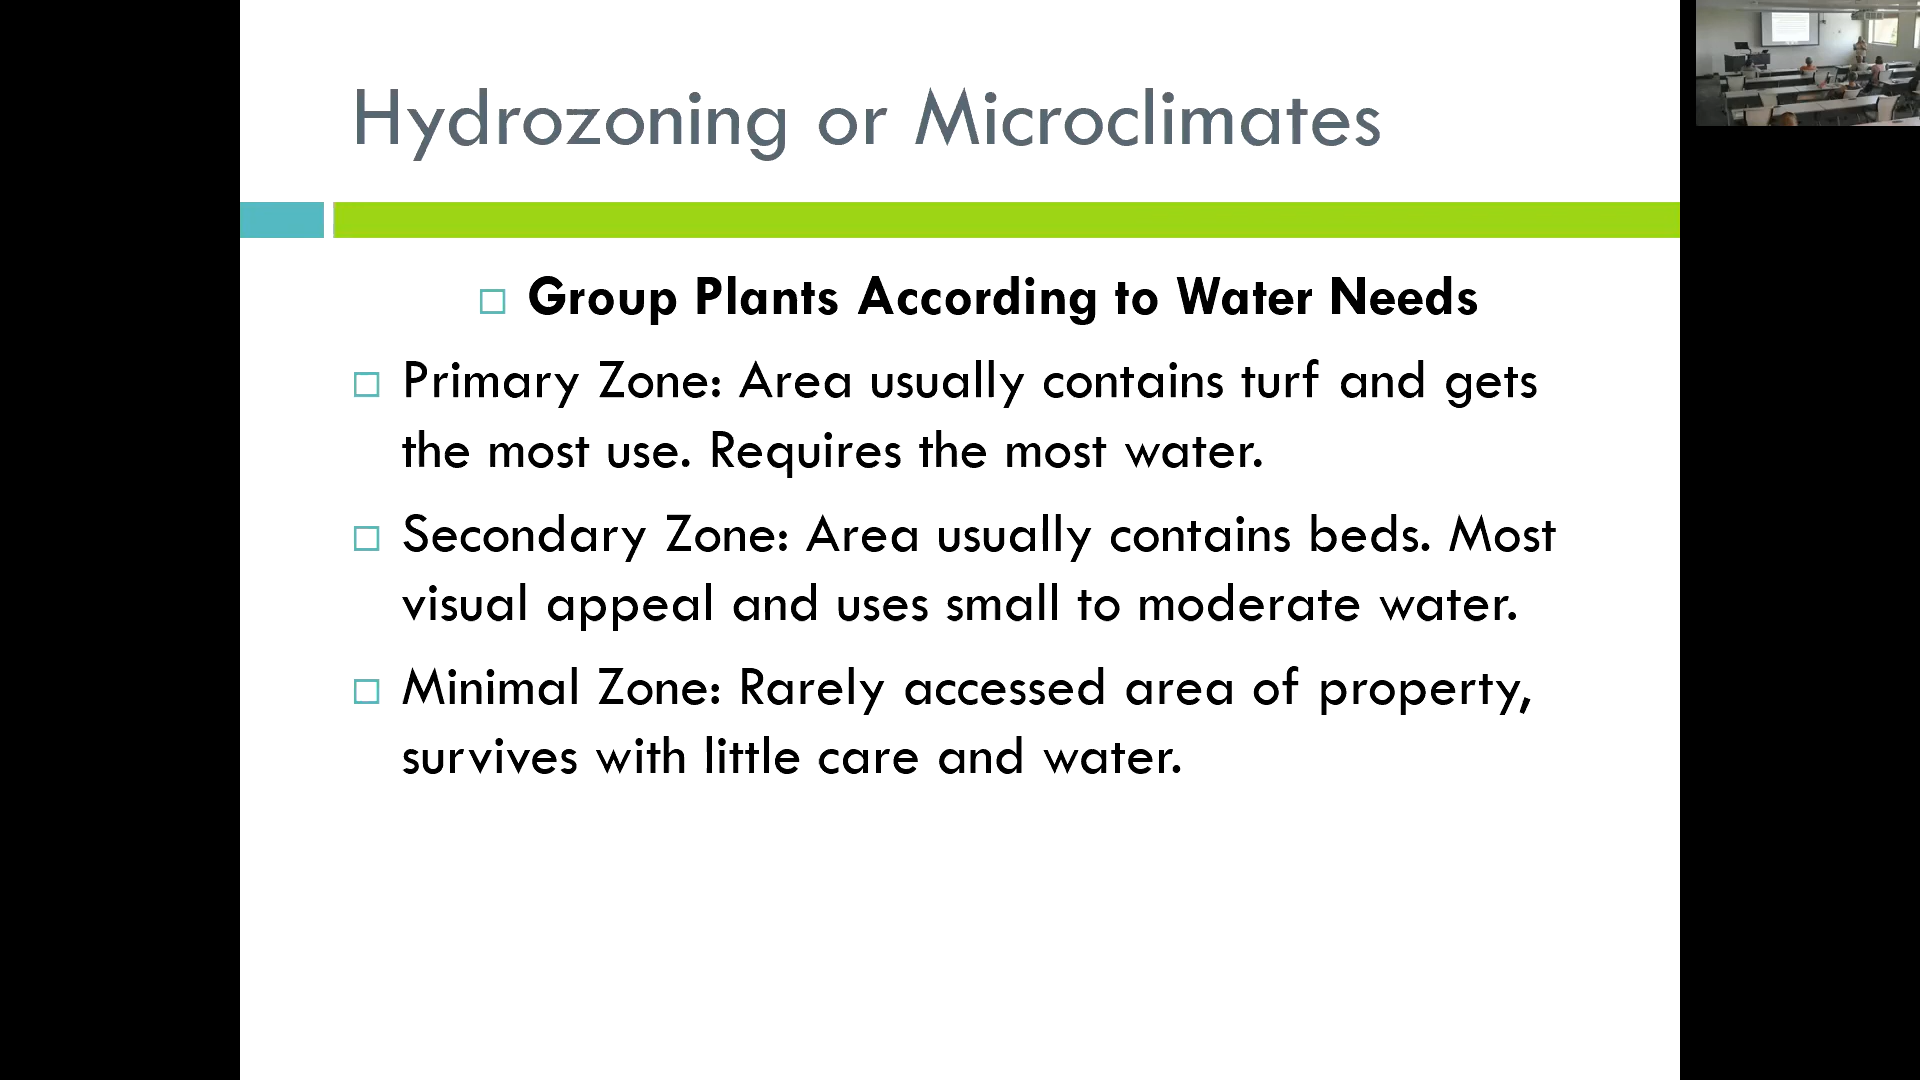 Hydrozoning or Microclimates
Group Plants According to Water Needs
Primary Zone: Area usually contains turf and gets
the most use. Requires the most water.
Secondary Zone: Area usually contains beds. Most
visual appeal and uses small to moderate water.
Minimal Zone: Rarely accessed area of property,
survives with little care and water.